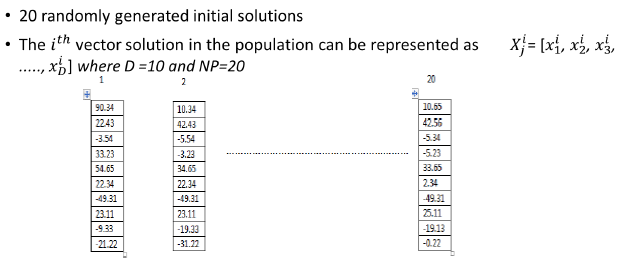 • 20 randomly generated initial solutions
• The i^th vector solution in the population can be represented as X_j^i= [x_1^i, x_2^i, x_3^i,
....., x_D^i] where D =10 and NP=20
1 2 20
90.34 10.34 10.65
22.43 42.43 42.56
-3.54 -5.54 -5.34
33.23 -3.23 -5.23
54.65 34.65 33.65
22.34 22.34 2.34
-49.31 -49.31 -49.31
23.11 23.11 25.11
-9.33 -19.33 -19.13
-21.22 -31.22 -0.22